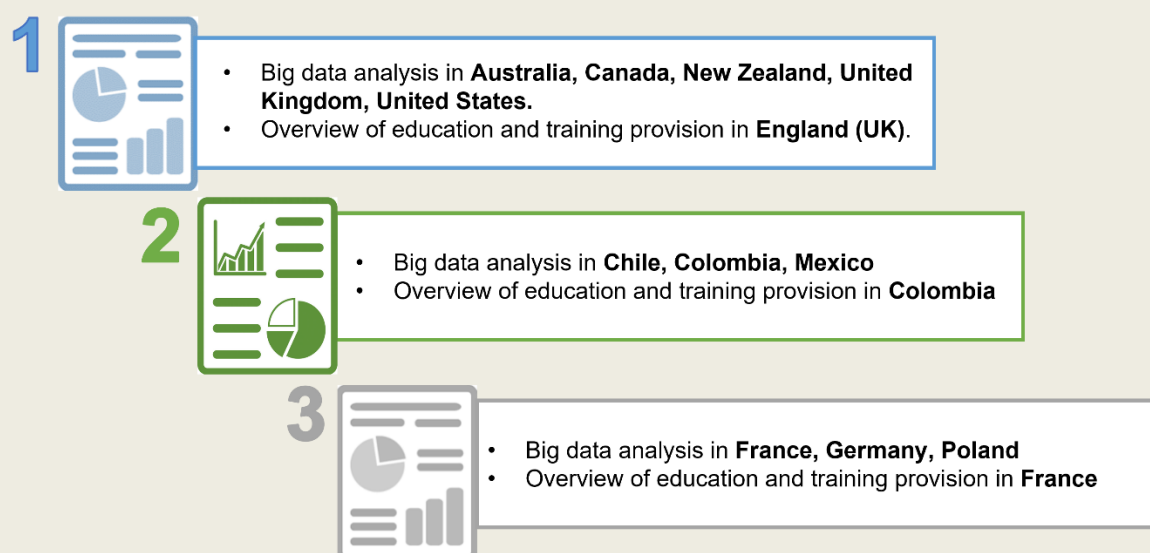 1
• Big data analysis in Australia, Canada, New Zealand, United
Kingdom, United States.
• Overview of education and training provision in England (UK).
2
• Big data analysis in Chile, Colombia, Mexico
• Overview of education and training provision in Colombia
3
• Big data analysis in France, Germany, Poland
• Overview of education and training provision in France